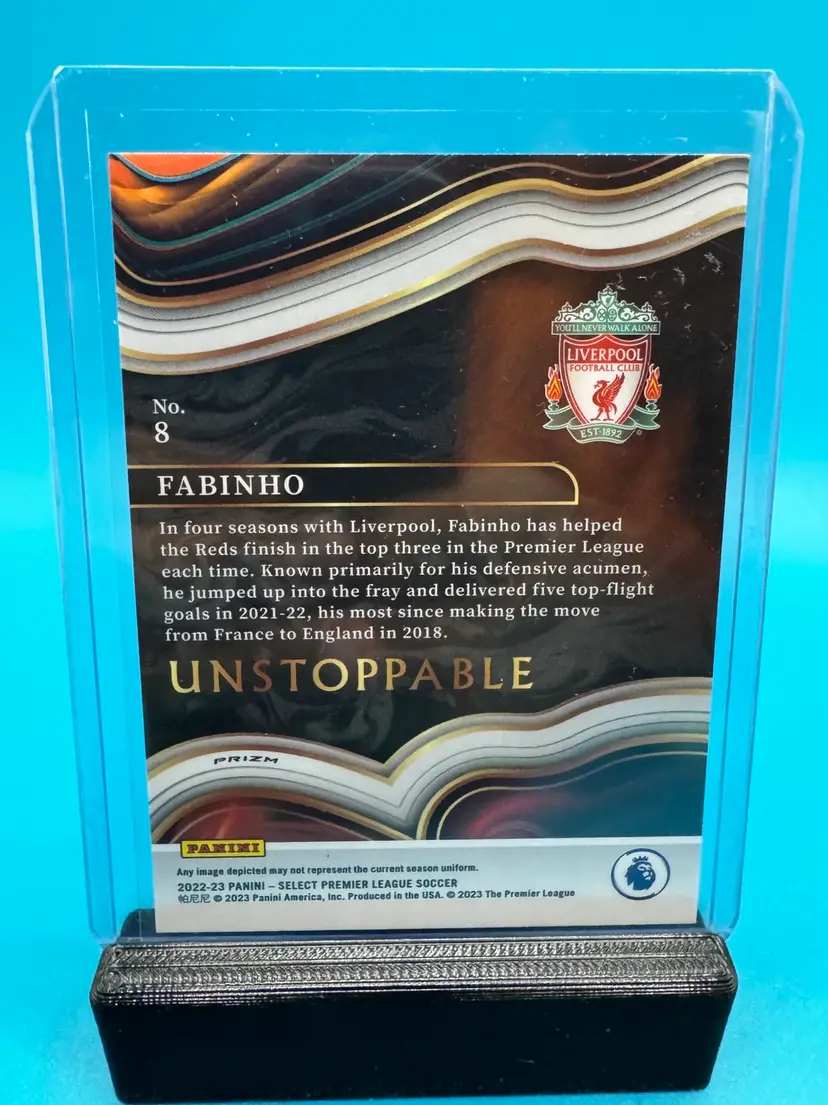 YOU'LL NEVER WALK ALONE
LIVERPOOL
FOOTBALL CLUB
EST·1892
No.
8
FABINHO
In four seasons with Liverpool, Fabinho has helped
the Reds finish in the top three in the Premier League
each time. Known primarily for his defensive acumen,
he jumped up into the fray and delivered five top-flight
goals in 2021-22, his most since making the move
from France to England in 2018.
UNSTOPPABLE
PRIZM
PANINI
Any image depicted may not represent the current season uniform.
2022-23 PANINI – SELECT PREMIER LEAGUE SOCCER
帕尼尼 © 2023 Panini America, Inc. Produced in the USA. © 2023 The Premier League